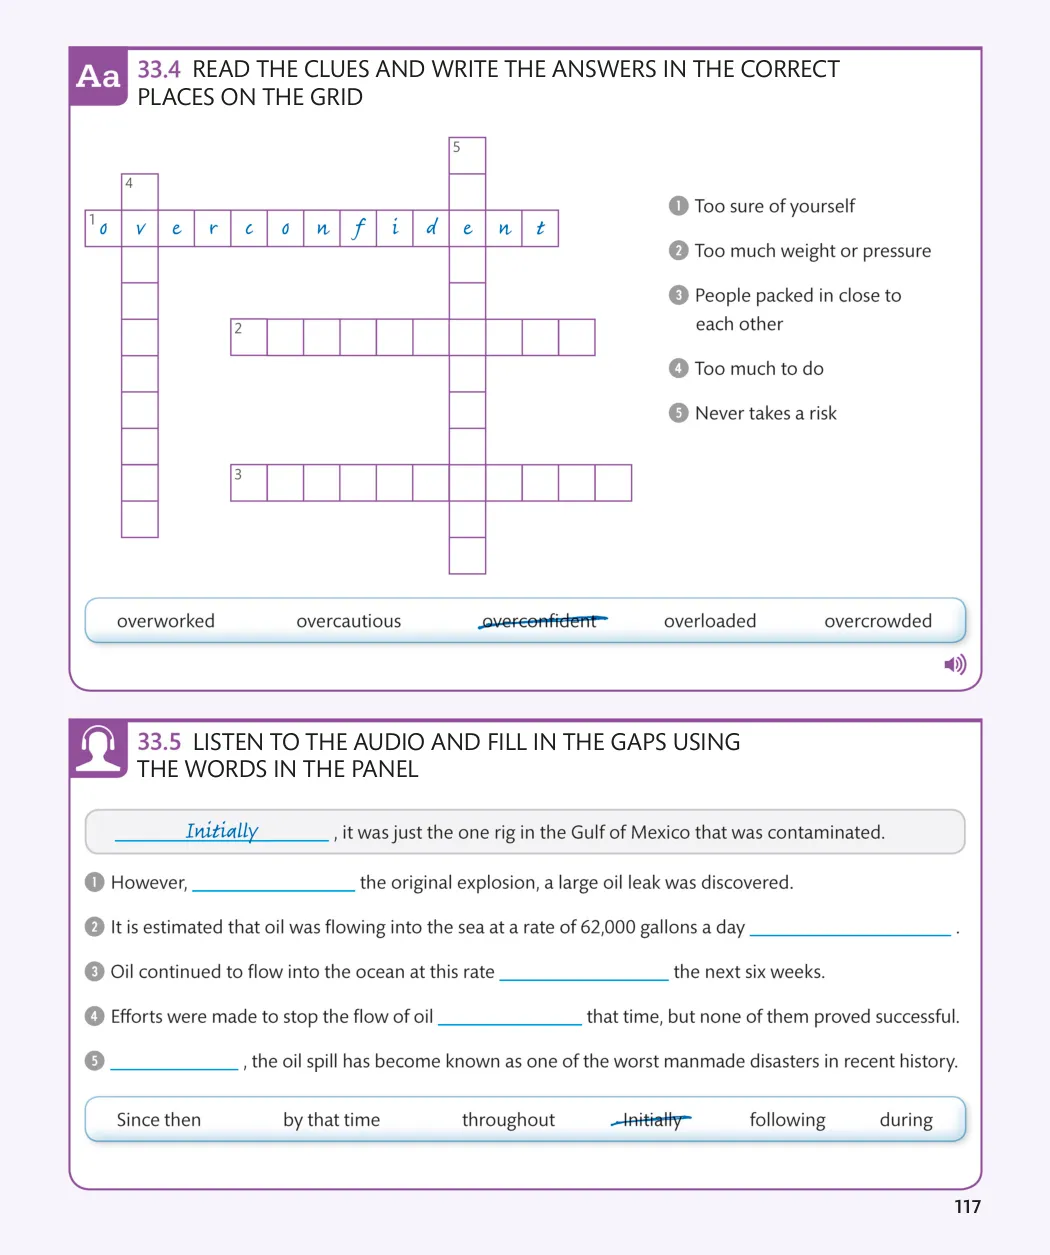 Aa
33.4 READ THE CLUES AND WRITE THE ANSWERS IN THE CORRECT
PLACES ON THE GRID
5
4
1 o v e r c o n f i d e n t
2
3
1 Too sure of yourself
2 Too much weight or pressure
3 People packed in close to
each other
4 Too much to do
5 Never takes a risk
overworked overcautious overconfident overloaded overcrowded
33.5 LISTEN TO THE AUDIO AND FILL IN THE GAPS USING
THE WORDS IN THE PANEL
Initially , it was just the one rig in the Gulf of Mexico that was contaminated.
1 However, the original explosion, a large oil leak was discovered.
2 It is estimated that oil was flowing into the sea at a rate of 62,000 gallons a day .
3 Oil continued to flow into the ocean at this rate the next six weeks.
4 Efforts were made to stop the flow of oil that time, but none of them proved successful.
5 , the oil spill has become known as one of the worst manmade disasters in recent history.
Since then by that time throughout Initially following during
117